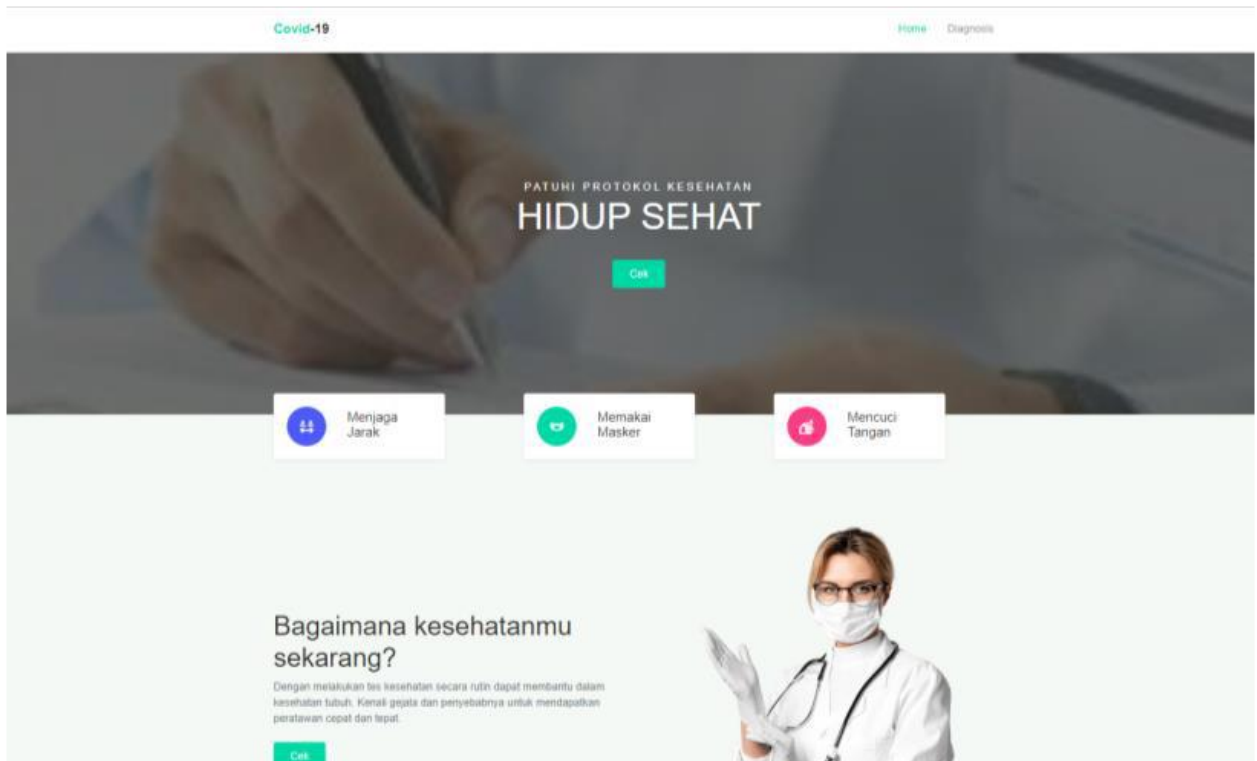 Covid-19
Home Diagnosis
PATUHI PROTOKOL KESEHATAN
HIDUP SEHAT
Cek
Menjaga
Jarak
Memakai
Masker
Mencuci
Tangan
Bagaimana kesehatanmu
sekarang?
Dengan melakukan tes kesehatan secara rutin dapat membantu dalam
kesehatan tubuh. Kenali gejala dan penyebabnya untuk mendapatkan
peratawan cepat dan tepat.
Cek